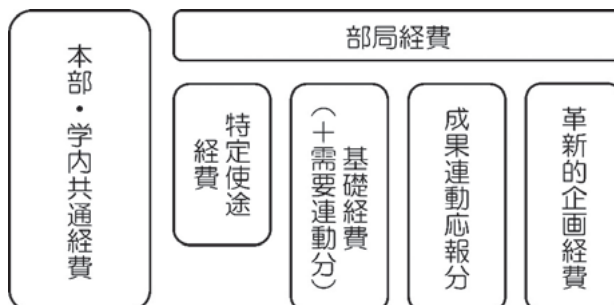 本部・学内共通経費
部局経費
特定使途
経費
基礎経費
（＋需要連動分）
成果連動応報分
革新的企画経費